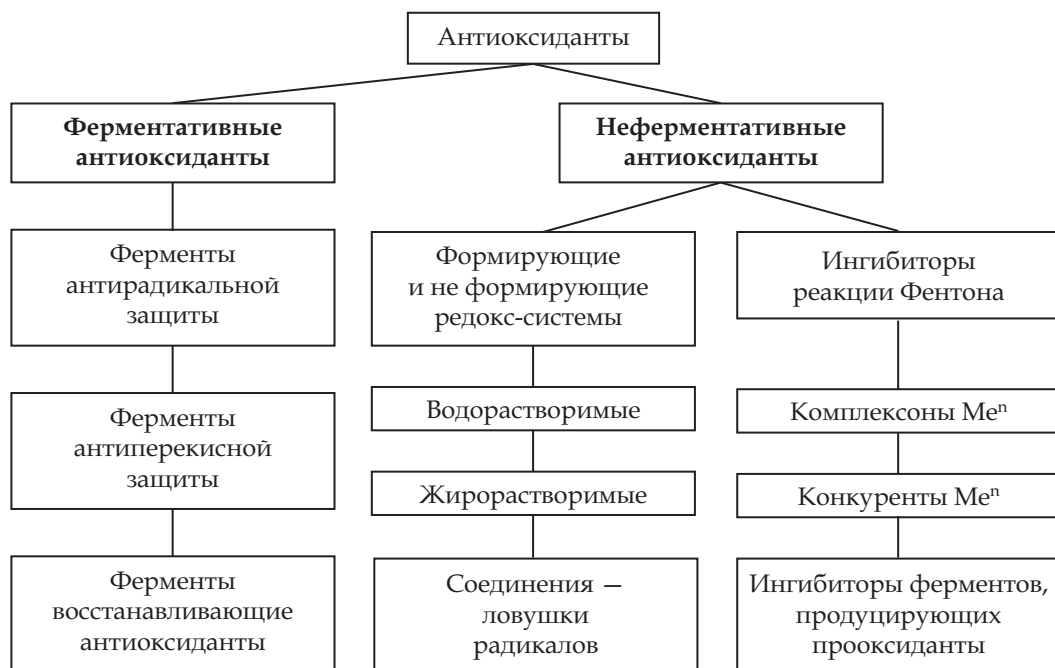 Антиоксиданты
Ферментативные
антиоксиданты
Неферментативные
антиоксиданты
Ферменты
антирадикальной
защиты
Ферменты
антиперекисной
защиты
Ферменты
восстанавливающие
антиоксиданты
Формирующие
и не формирующие
редокс-системы
Водорастворимые
Жирорастворимые
Соединения —
ловушки
радикалов
Ингибиторы
реакции Фентона
Комплексоны Meⁿ
Конкуренты Meⁿ
Ингибиторы ферментов,
продуцирующих
прооксиданты